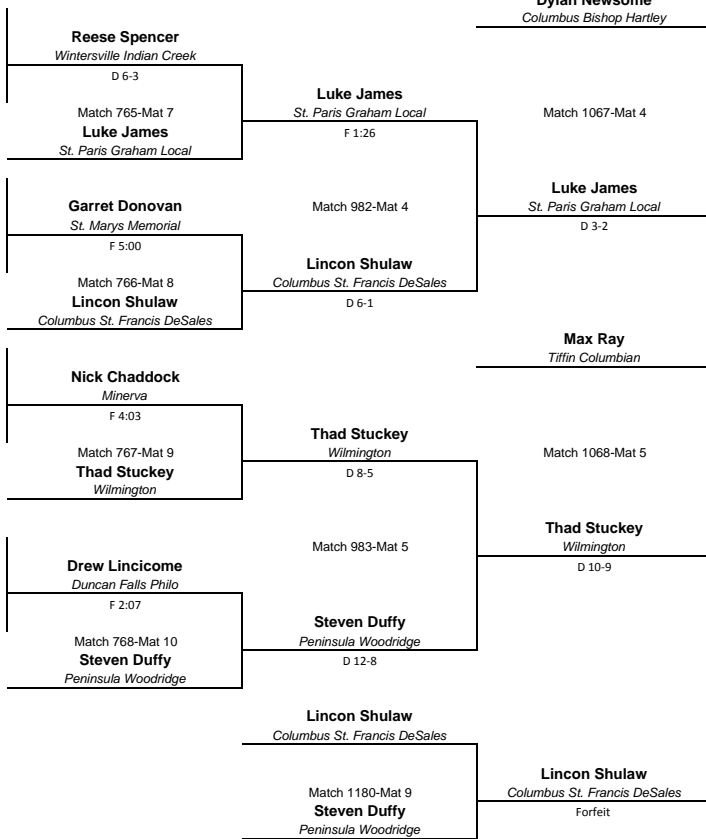 Dylan Newsome
Columbus Bishop Hartley
Reese Spencer
Wintersville Indian Creek
D 6-3
Match 765-Mat 7
Luke James
St. Paris Graham Local
Luke James
St. Paris Graham Local
F 1:26
Match 1067-Mat 4
Garret Donovan
St. Marys Memorial
F 5:00
Match 766-Mat 8
Lincon Shulaw
Columbus St. Francis DeSales
Match 982-Mat 4
Lincon Shulaw
Columbus St. Francis DeSales
D 6-1
Luke James
St. Paris Graham Local
D 3-2
Max Ray
Tiffin Columbian
Nick Chaddock
Minerva
F 4:03
Match 767-Mat 9
Thad Stuckey
Wilmington
Thad Stuckey
Wilmington
D 8-5
Match 1068-Mat 5
Drew Lincicome
Duncan Falls Philo
F 2:07
Match 768-Mat 10
Steven Duffy
Peninsula Woodridge
Match 983-Mat 5
Steven Duffy
Peninsula Woodridge
D 12-8
Thad Stuckey
Wilmington
D 10-9
Lincon Shulaw
Columbus St. Francis DeSales
Match 1180-Mat 9
Steven Duffy
Peninsula Woodridge
Lincon Shulaw
Columbus St. Francis DeSales
Forfeit